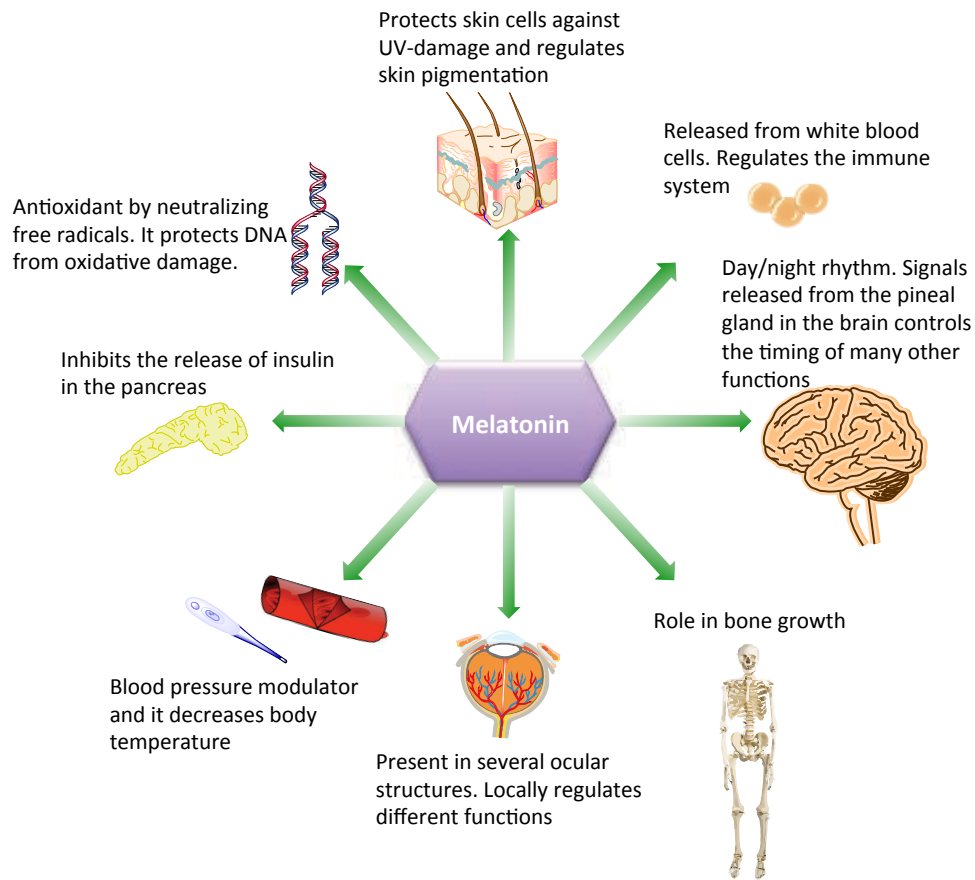 Protects skin cells against
UV-damage and regulates
skin pigmentation
Released from white blood
cells. Regulates the immune
system
Antioxidant by neutralizing
free radicals. It protects DNA
from oxidative damage.
Day/night rhythm. Signals
released from the pineal
gland in the brain controls
the timing of many other
functions
Inhibits the release of insulin
in the pancreas
Melatonin
Role in bone growth
Blood pressure modulator
and it decreases body
temperature
Present in several ocular
structures. Locally regulates
different functions